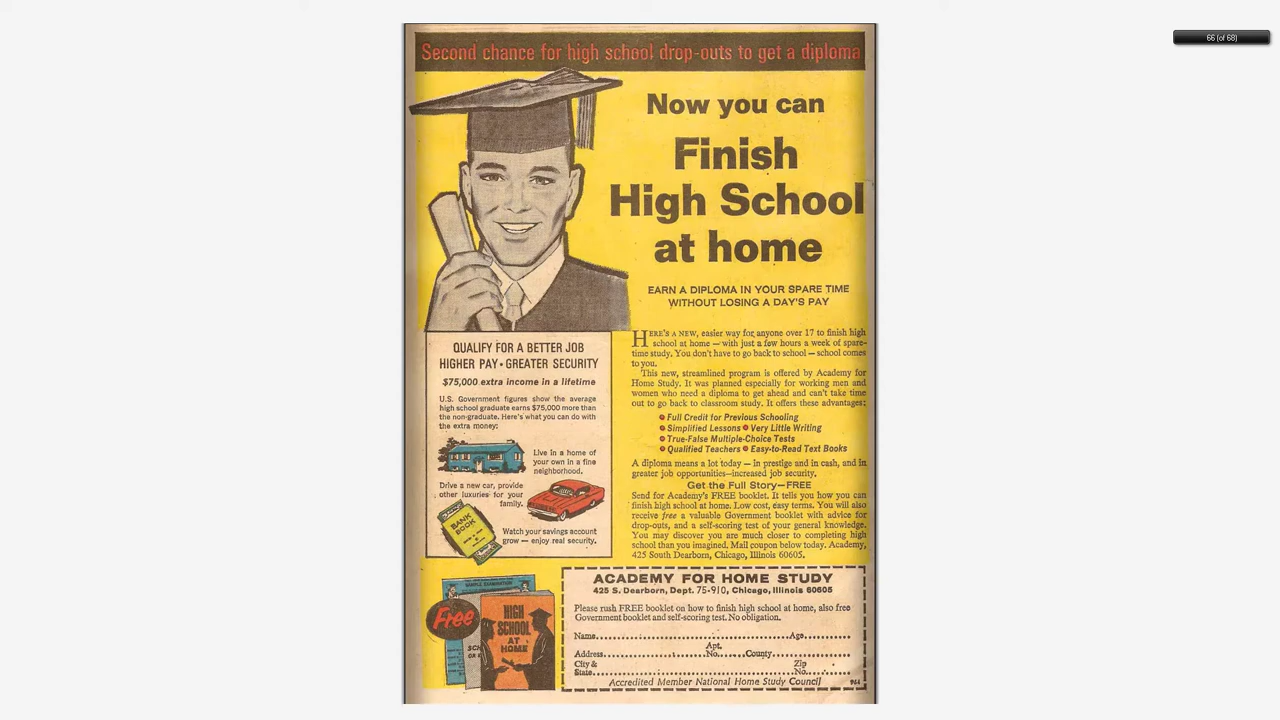 66 (of 68)
Second chance for high school drop-outs to get a diploma
Now you can
Finish
High School
at home
EARN A DIPLOMA IN YOUR SPARE TIME
WITHOUT LOSING A DAY'S PAY
QUALIFY FOR A BETTER JOB
HIGHER PAY • GREATER SECURITY
$75,000 extra income in a lifetime
U.S. Government figures show the average
high school graduate earns $75,000 more than
the non-graduate. Here's what you can do with
the extra money:
Live in a home of
your own in a fine
neighborhood.
Drive a new car, provide
other luxuries for your
family.
BANK
BOOK
Watch your savings account
grow — enjoy real security.
HERE'S A NEW, easier way for anyone over 17 to finish high
school at home — with just a few hours a week of spare-
time study. You don't have to go back to school — school comes
to you.
This new, streamlined program is offered by Academy for
Home Study. It was planned especially for working men and
women who need a diploma to get ahead and can't take time
out to go back to classroom study. It offers these advantages:
• Full Credit for Previous Schooling
• Simplified Lessons • Very Little Writing
• True-False Multiple-Choice Tests
• Qualified Teachers • Easy-to-Read Text Books
A diploma means a lot today — in prestige and in cash, and in
greater job opportunities—increased job security.
Get the Full Story—FREE
Send for Academy's FREE booklet. It tells you how you can
finish high school at home. Low cost, easy terms. You will also
receive free a valuable Government booklet with advice for
drop-outs, and a self-scoring test of your general knowledge.
You may discover you are much closer to completing high
school than you imagined. Mail coupon below today. Academy,
425 South Dearborn, Chicago, Illinois 60605.
SAMPLE EXAMINATION
Free
HIGH
SCHOOL
AT
HOME
ACADEMY FOR HOME STUDY
425 S. Dearborn, Dept. 75-910, Chicago, Illinois 60605
Please rush FREE booklet on how to finish high school at home, also free
Government booklet and self-scoring test. No obligation.
Name Age
Address Apt. No. County
City & State Zip No.
Accredited Member National Home Study Council